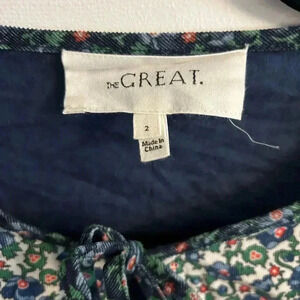 THE GREAT.
2
Made In
China